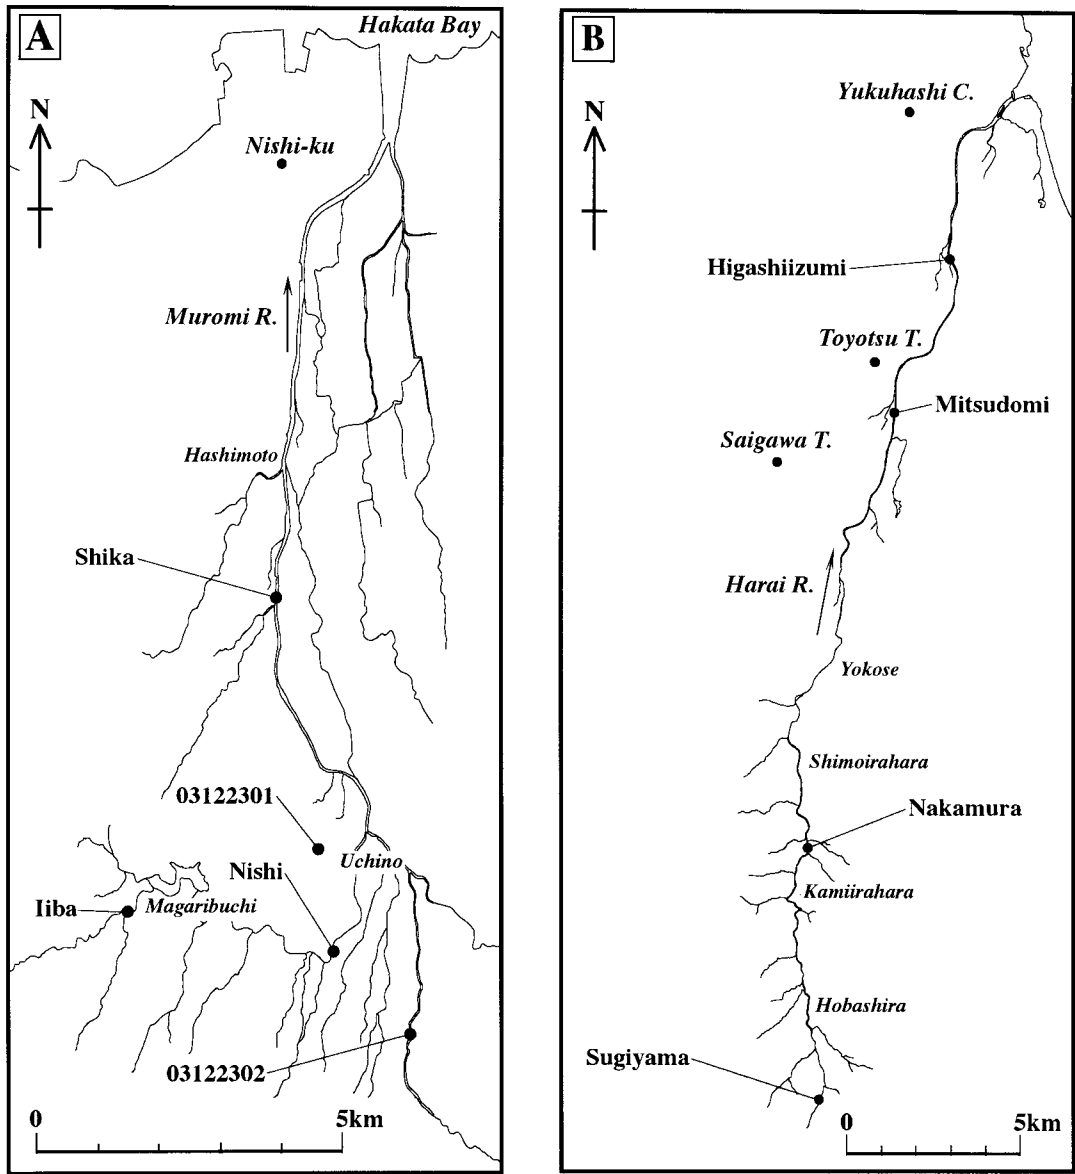 A
Hakata Bay
N
Nishi-ku
Muromi R.
Hashimoto
Shika
03122301
Uchino
Nishi
Iiba
Magaribuchi
03122302
0
5km
B
Yukuhashi C.
N
Higashiizumi
Toyotsu T.
Mitsudomi
Saigawa T.
Harai R.
Yokose
Shimoirahara
Nakamura
Kamiirahara
Hobashira
Sugiyama
0
5km